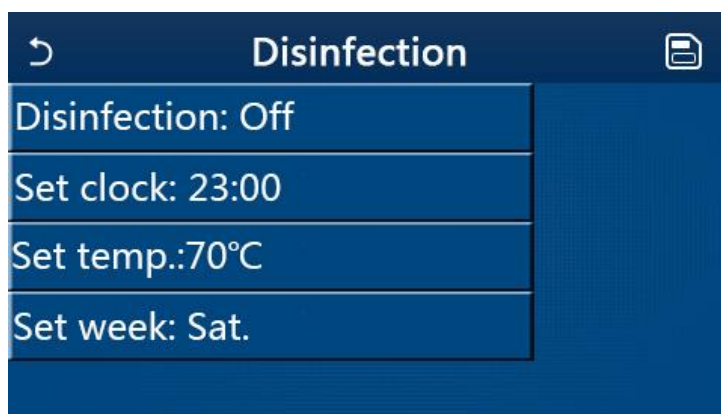 Disinfection
Disinfection: Off
Set clock: 23:00
Set temp.:70℃
Set week: Sat.